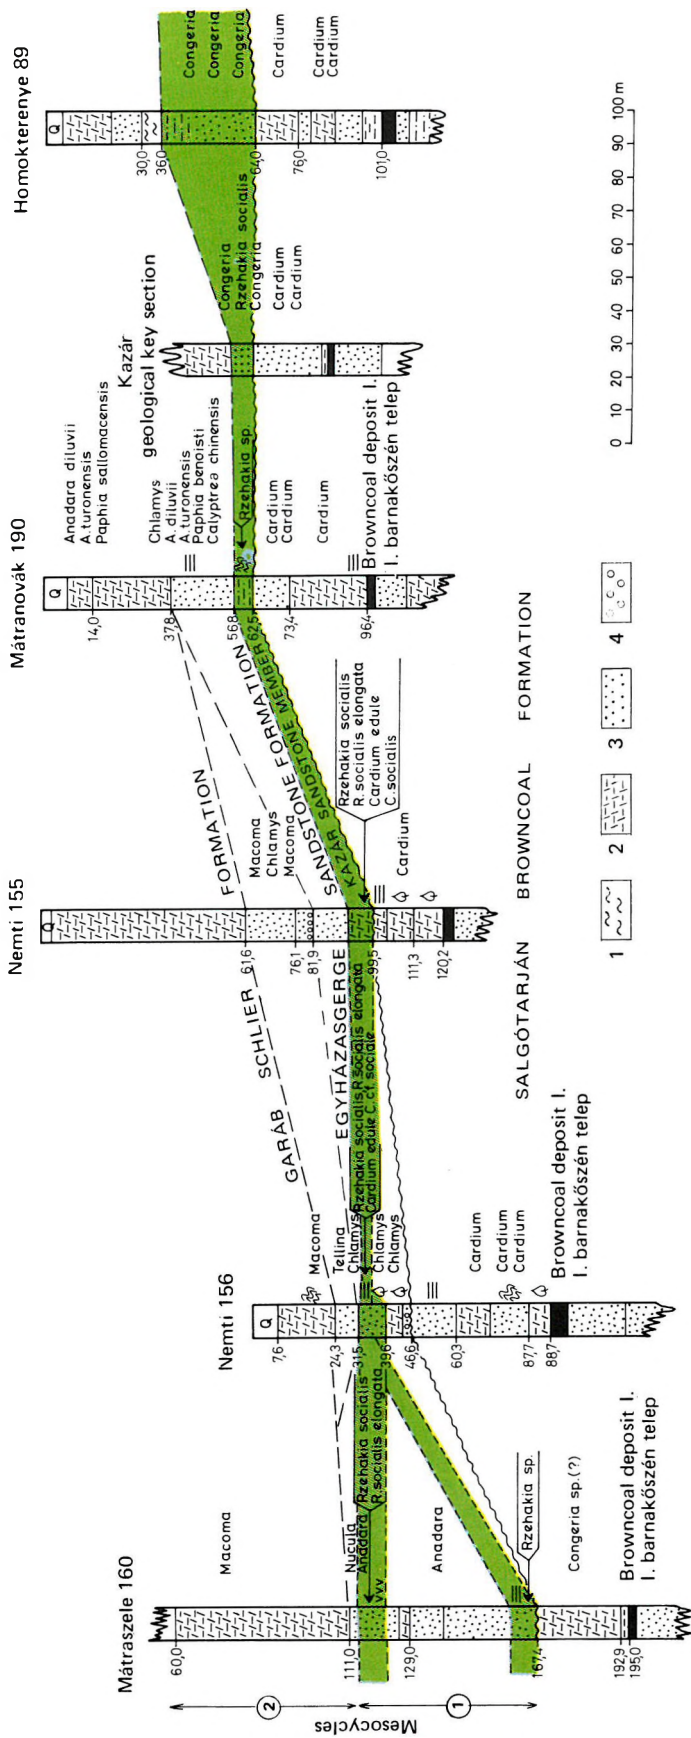 Mátraszele 160
60,0
111,0
129,0
167,4
192,9
195,0
Mesocycles
2
1
Macoma
Nucula
Anadara
Rzehakia socialis
R.socialis elongata
vvv
Anadara
Rzehakia sp.
Congeria sp.(?)
Browncoal deposit I.
I. barnakőszén telep
Nemti 156
Q
7,6
24,3
31,5
39,6
46,6
60,3
87,7
88,7
Macoma
Tellina
Chlamys
Chlamys
Chlamys
Rzehakia socialis R.socialis elongata
Cardium edule C. cf. sociale
Cardium
Cardium
Cardium
Browncoal deposit I.
I. barnakőszén telep
Nemti 155
Q
61,6
76,1
81,9
99,5
111,3
120,2
Macoma
Chlamys
Macoma
Rzehakia socialis
R.socialis elongata
Cardium edule
C.socialis
Cardium
GARÁB SCHLIER FORMATION
EGYHÁZASGERGE SANDSTONE FORMATION
KAZÁR SANDSTONE MEMBER
SALGÓTARJÁN BROWNCOAL FORMATION
Mátranovák 190
Q
14,0
37,8
56,8
62,5
73,4
96,4
Anadara diluvii
A.turonensis
Paphia sallomacensis
Chlamys
A.diluvii
A.turonensis
Paphia benoisti
Calyptrea chinensis
Rzehakia sp.
Cardium
Cardium
Cardium
Browncoal deposit I.
I. barnakőszén telep
Kazár
geological key section
Congeria
Rzehakia socialis
Congeria
Cardium
Cardium
Homokterenye 89
Q
30,0
36,0
64,0
76,0
101,0
Congeria
Congeria
Congeria
Cardium
Cardium
Cardium
0 10 20 30 40 50 60 70 80 90 100 m
1 2 3 4